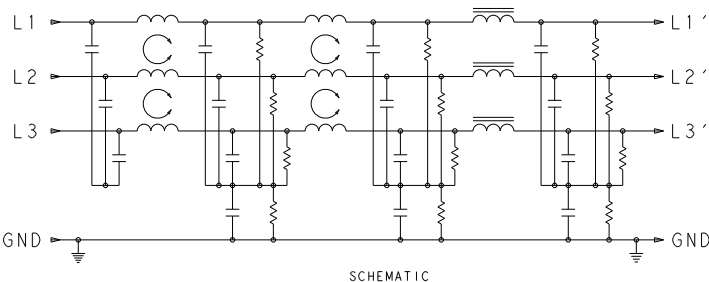 L1 L1'
L2 L2'
L3 L3'
GND GND
SCHEMATIC